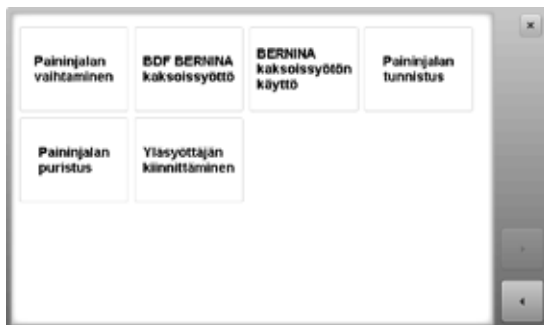 Paininjalan
vaihtaminen
BDF BERNINA
kaksoissyöttö
BERNINA
kaksoissyötön
käyttö
Paininjalan
tunnistus
Paininjalan
puristus
Yläsyöttäjän
kiinnittäminen